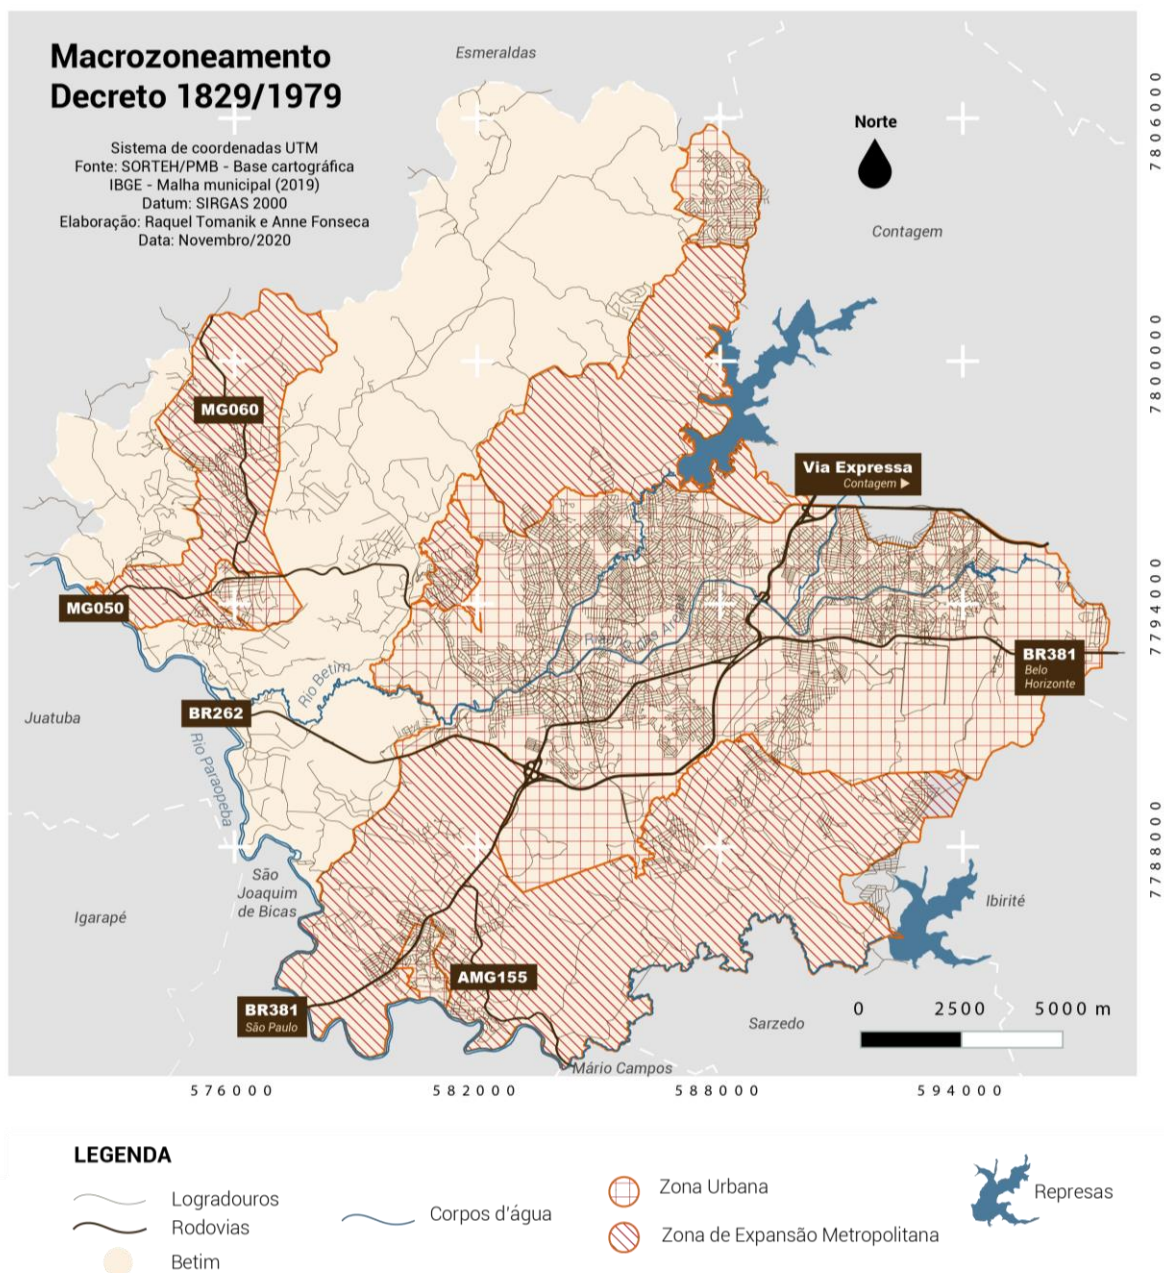 Macrozoneamento
Decreto 1829/1979
Sistema de coordenadas UTM
Fonte: SORTEH/PMB - Base cartográfica
IBGE - Malha municipal (2019)
Datum: SIRGAS 2000
Elaboração: Raquel Tomanik e Anne Fonseca
Data: Novembro/2020
Esmeraldas
Norte
Contagem
7806000
7800000
7794000
7788000
MG060
Via Expressa
Contagem ▶
MG050
BR381
Belo
Horizonte
Rio Betim
BR262
Juatuba
Rio Paraopeba
São
Joaquim
de Bicas
Igarapé
Ibirité
AMG155
BR381
São Paulo
Sarzedo
Mário Campos
0 2500 5000 m
576000 582000 588000 594000
LEGENDA
Logradouros
Rodovias
Betim
Corpos d'água
Zona Urbana
Zona de Expansão Metropolitana
Represas